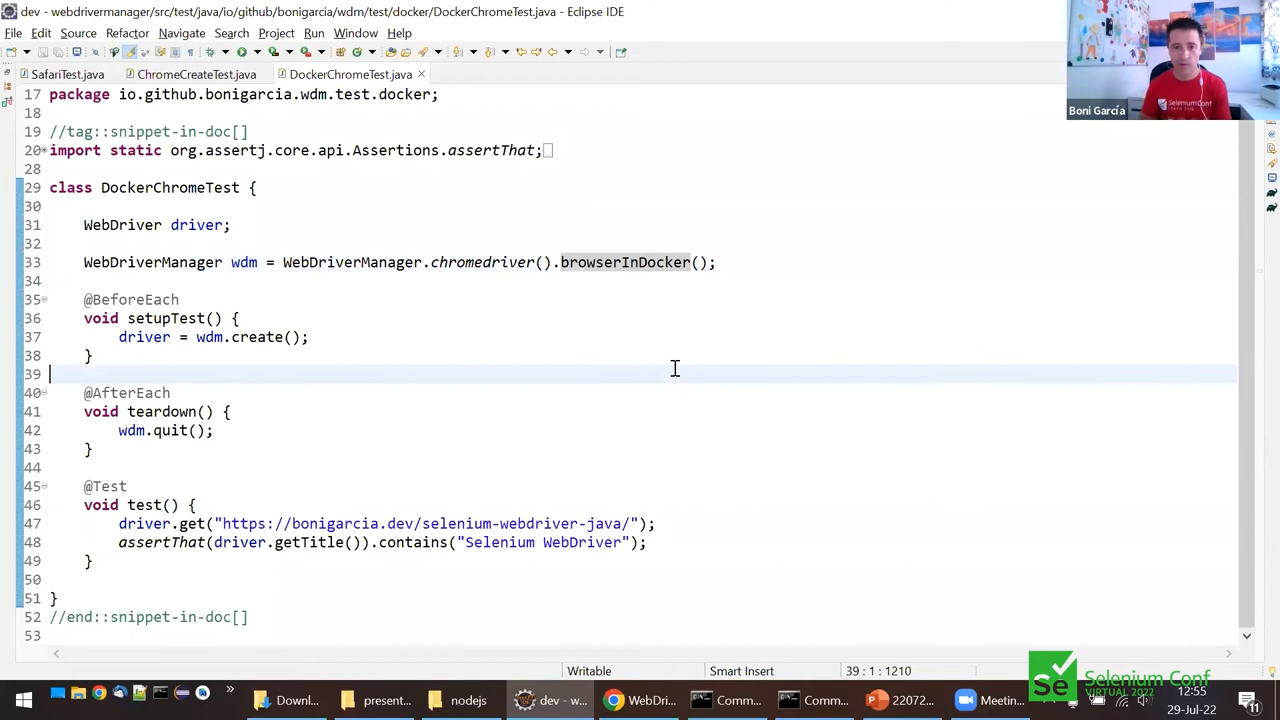 dev - webdrivermanager/src/test/java/io/github/bonigarcia/wdm/test/docker/DockerChromeTest.java - Eclipse IDE
File Edit Source Refactor Navigate Search Project Run Window Help
SafariTest.java ChromeCreateTest.java DockerChromeTest.java
17 package io.github.bonigarcia.wdm.test.docker;
18
19 //tag::snippet-in-doc[]
20 import static org.assertj.core.api.Assertions.assertThat;
28
29 class DockerChromeTest {
30
31 WebDriver driver;
32
33 WebDriverManager wdm = WebDriverManager.chromedriver().browserInDocker();
34
35 @BeforeEach
36 void setupTest() {
37 driver = wdm.create();
38 }
39
40 @AfterEach
41 void teardown() {
42 wdm.quit();
43 }
44
45 @Test
46 void test() {
47 driver.get("https://bonigarcia.dev/selenium-webdriver-java/");
48 assertThat(driver.getTitle()).contains("Selenium WebDriver");
49 }
50
51 }
52 //end::snippet-in-doc[]
53
Boni García
SeleniumConf
Writable Smart Insert 39 : 1 : 1210
Se Selenium Conf
VIRTUAL 2022
Downl... present... nodejs dev - w... WebDri... Comm... Comm... 22072... Meetin...
12:55
29-Jul-22
11